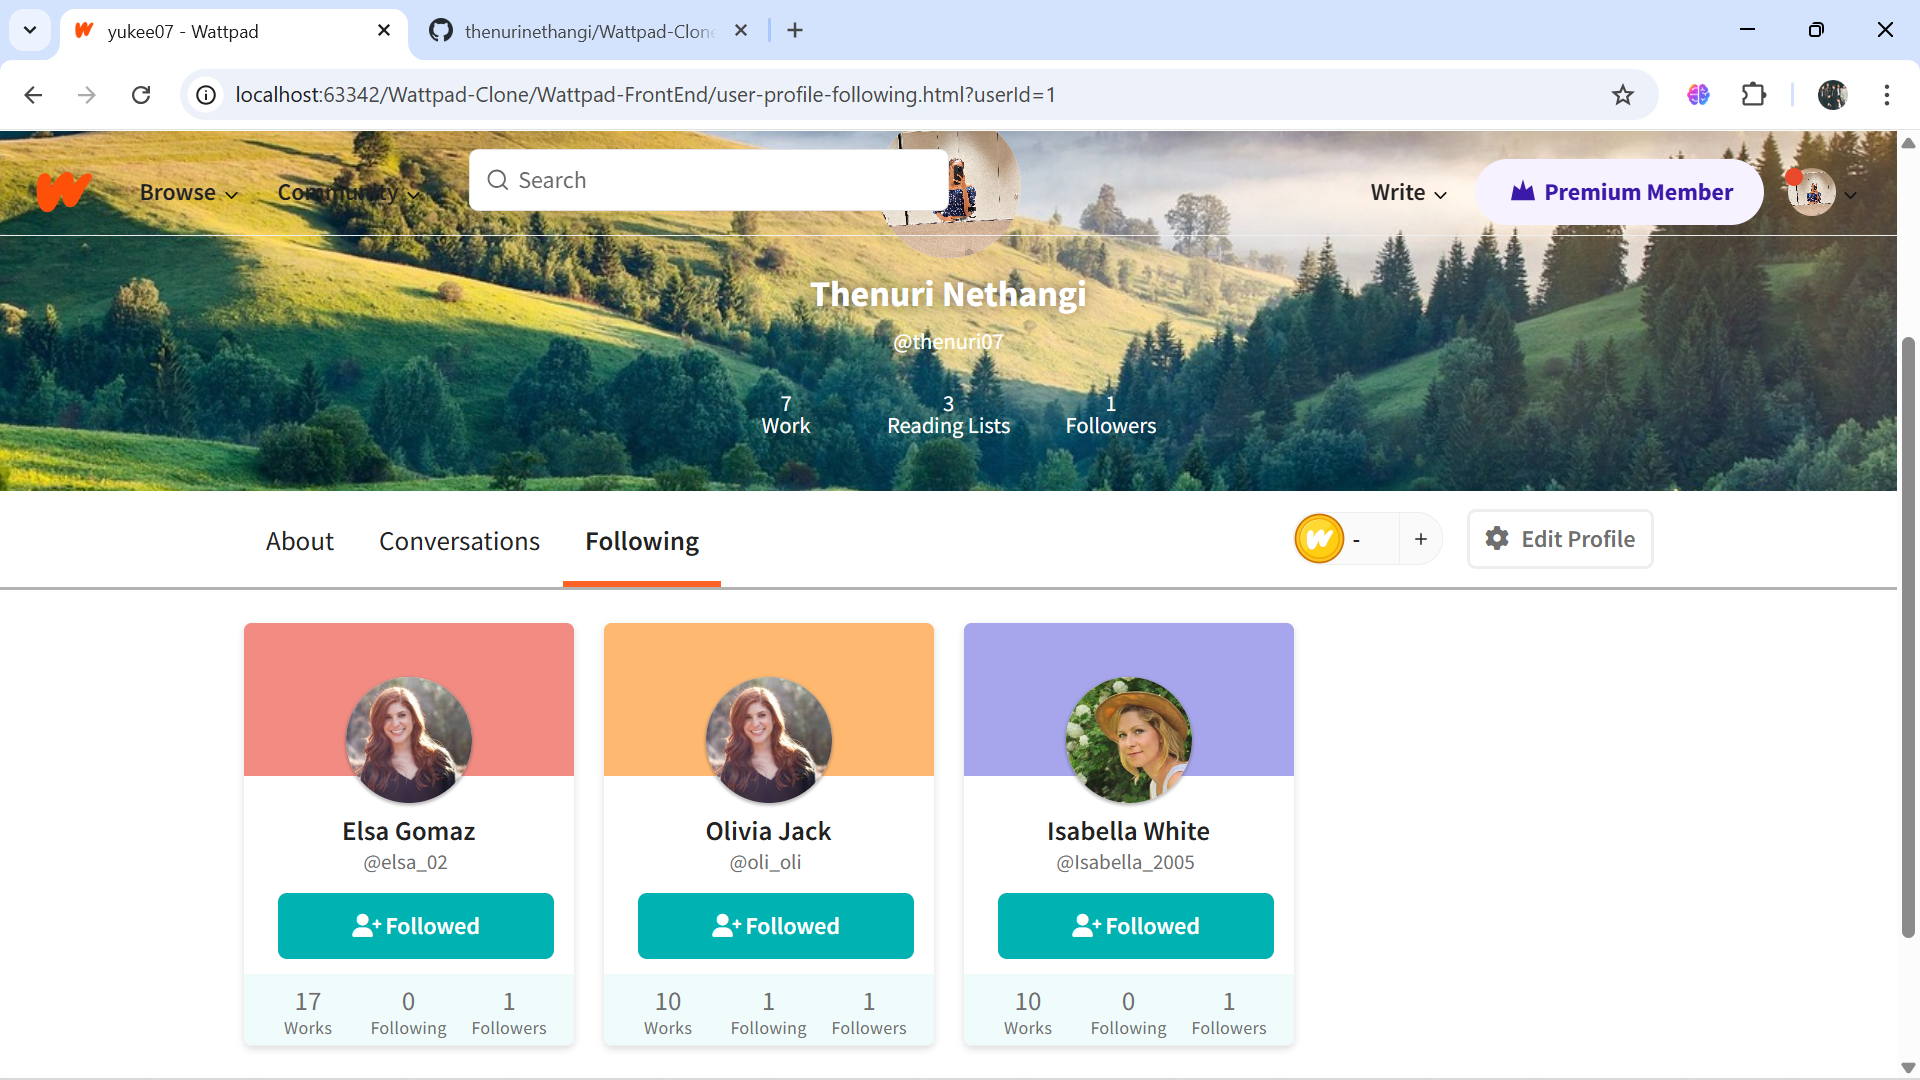 yukee07 - Wattpad
thenurinethangi/Wattpad-Clone
localhost:63342/Wattpad-Clone/Wattpad-FrontEnd/user-profile-following.html?userId=1
Browse
Community
Search
Write
Premium Member
Thenuri Nethangi
@thenuri07
7 3 1
Work Reading Lists Followers
About Conversations Following
- +
Edit Profile
Elsa Gomaz
@elsa_02
Followed
17 0 1
Works Following Followers
Olivia Jack
@oli_oli
Followed
10 1 1
Works Following Followers
Isabella White
@Isabella_2005
Followed
10 0 1
Works Following Followers